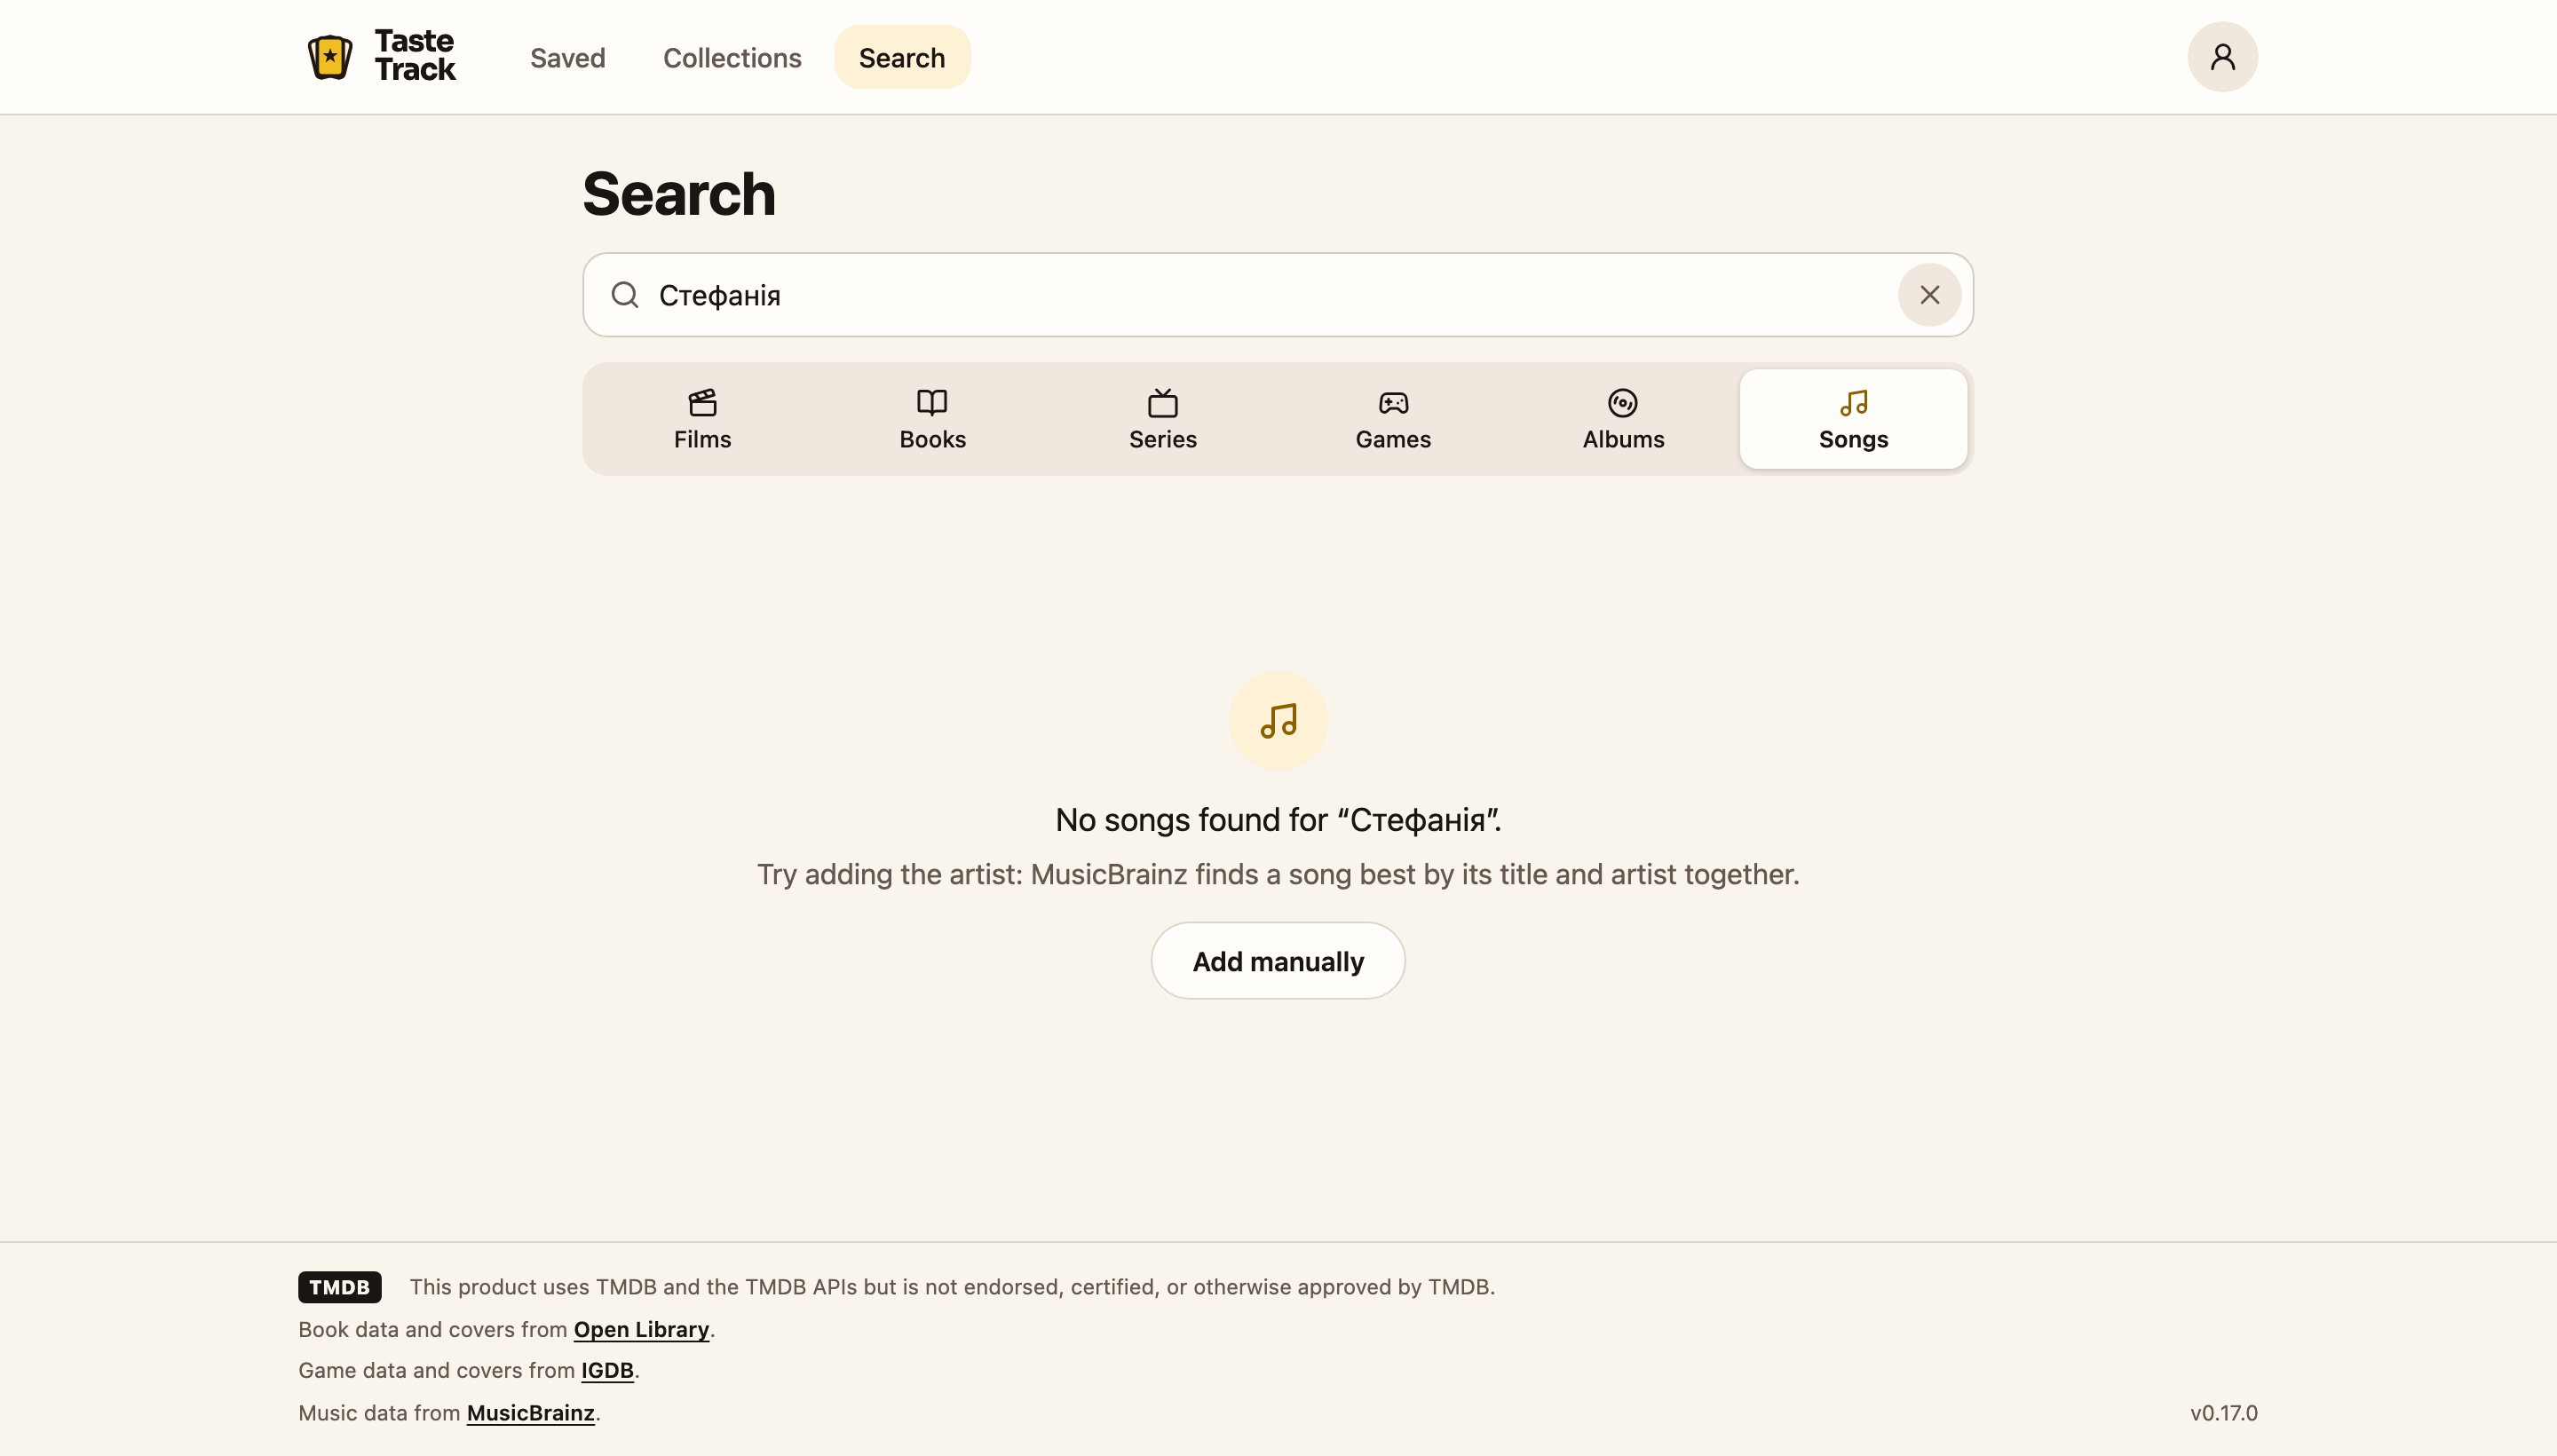 Taste
Track
Saved
Collections
Search
Search
Стефанія
Films
Books
Series
Games
Albums
Songs
No songs found for “Стефанія”.
Try adding the artist: MusicBrainz finds a song best by its title and artist together.
Add manually
TMDB This product uses TMDB and the TMDB APIs but is not endorsed, certified, or otherwise approved by TMDB.
Book data and covers from Open Library.
Game data and covers from IGDB.
Music data from MusicBrainz.
v0.17.0